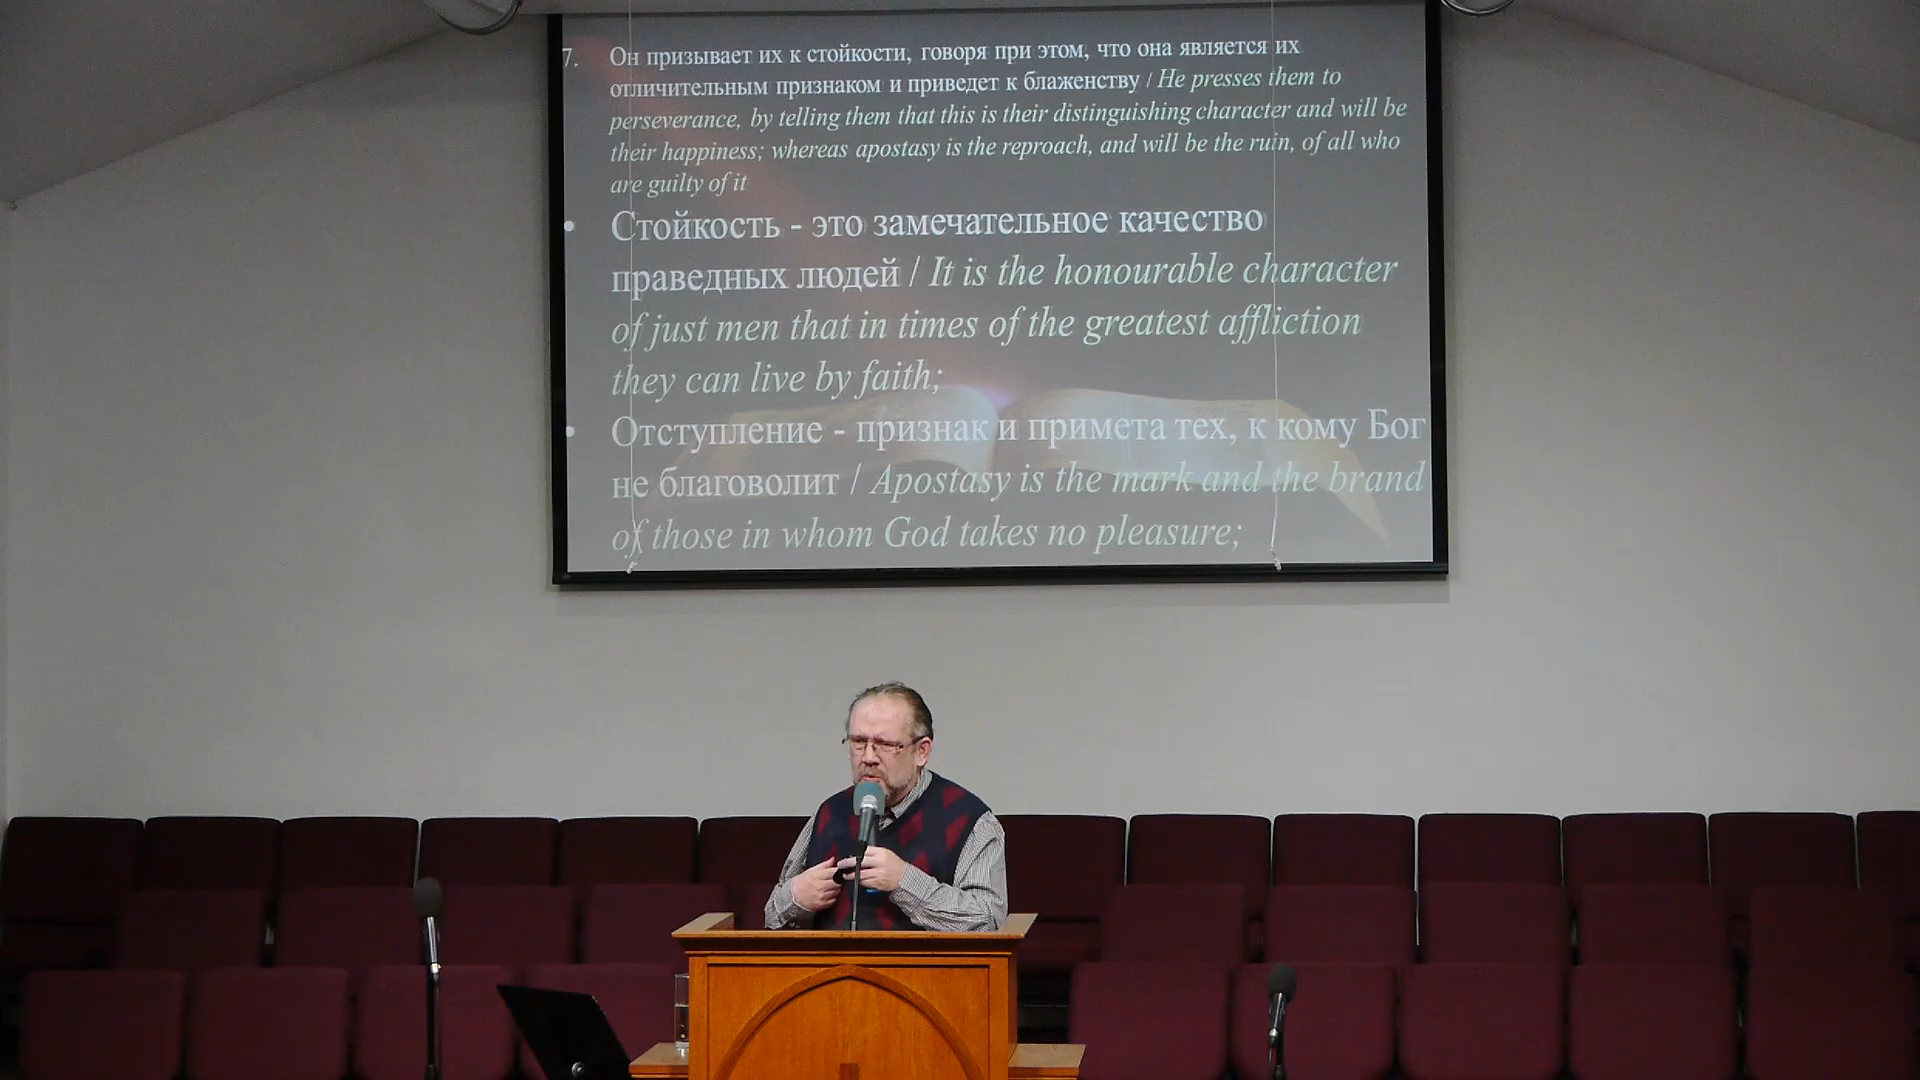 7. Он призывает их к стойкости, говоря при этом, что она является их
отличительным признаком и приведет к блаженству / He presses them to
perseverance, by telling them that this is their distinguishing character and will be
their happiness; whereas apostasy is the reproach, and will be the ruin, of all who
are guilty of it
• Стойкость - это замечательное качество
праведных людей / It is the honourable character
of just men that in times of the greatest affliction
they can live by faith;
• Отступление - признак и примета тех, к кому Бог
не благоволит / Apostasy is the mark and the brand
of those in whom God takes no pleasure;